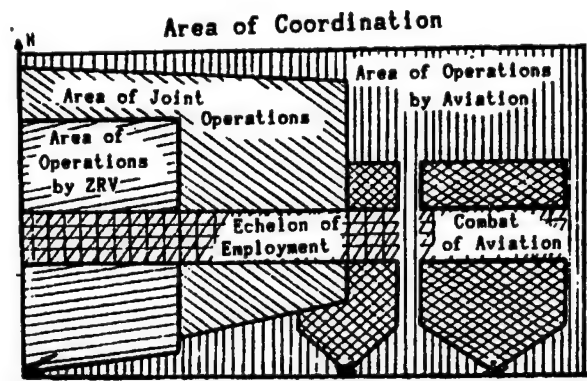 Area of Coordination
H
Area of Joint
Operations
Area of Operations
by Aviation
Area of
Operations
by ZRV
Echelon of
Employment
Combat
of Aviation